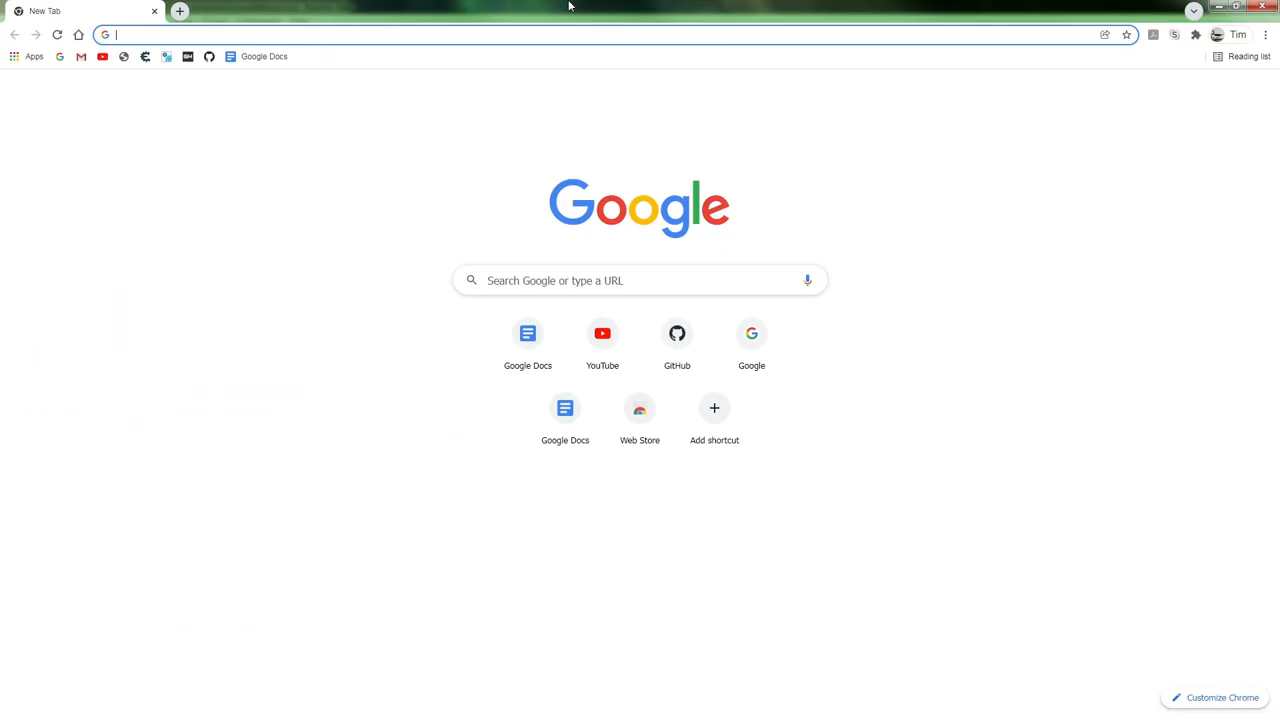 New Tab
Tim
Apps
GH
Google Docs
Reading list
Google
Search Google or type a URL
Google Docs YouTube GitHub Google
Google Docs Web Store Add shortcut
Customize Chrome